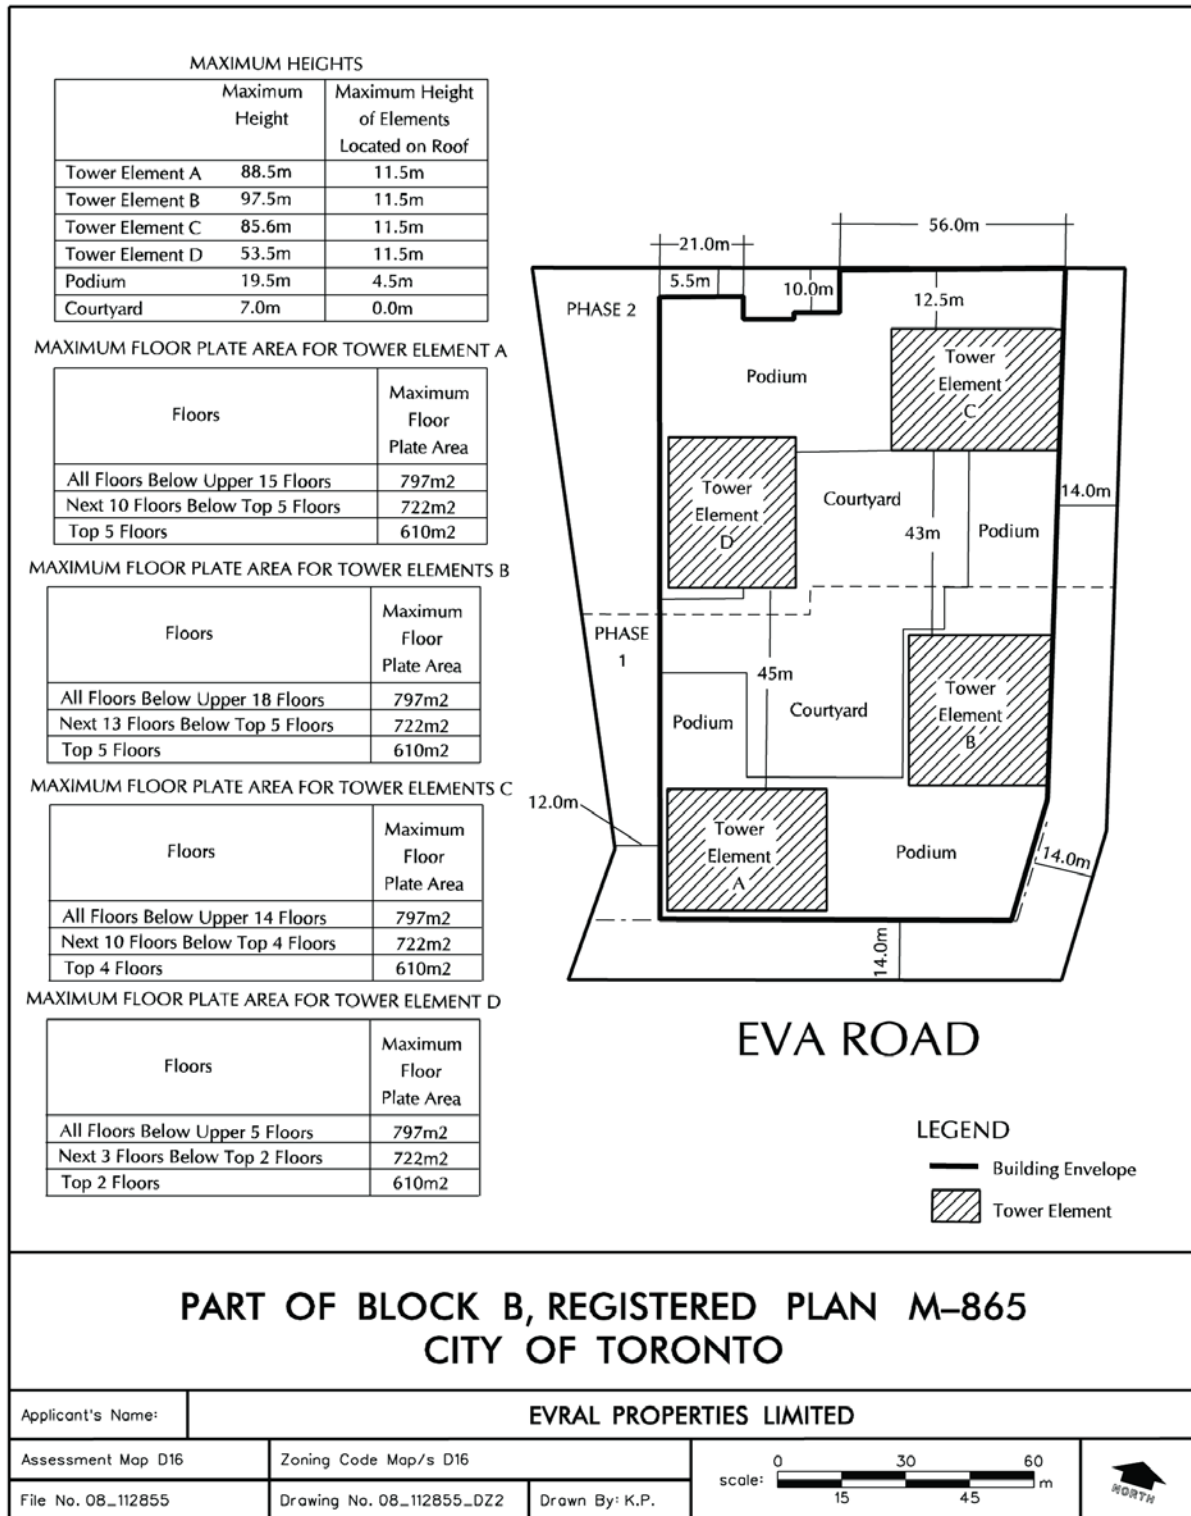 MAXIMUM HEIGHTS
Maximum Height
Maximum Height of Elements Located on Roof
Tower Element A 88.5m 11.5m
Tower Element B 97.5m 11.5m
Tower Element C 85.6m 11.5m
Tower Element D 53.5m 11.5m
Podium 19.5m 4.5m
Courtyard 7.0m 0.0m
MAXIMUM FLOOR PLATE AREA FOR TOWER ELEMENT A
Floors
Maximum Floor Plate Area
All Floors Below Upper 15 Floors 797m2
Next 10 Floors Below Top 5 Floors 722m2
Top 5 Floors 610m2
MAXIMUM FLOOR PLATE AREA FOR TOWER ELEMENTS B
Floors
Maximum Floor Plate Area
All Floors Below Upper 18 Floors 797m2
Next 13 Floors Below Top 5 Floors 722m2
Top 5 Floors 610m2
MAXIMUM FLOOR PLATE AREA FOR TOWER ELEMENTS C
Floors
Maximum Floor Plate Area
All Floors Below Upper 14 Floors 797m2
Next 10 Floors Below Top 4 Floors 722m2
Top 4 Floors 610m2
MAXIMUM FLOOR PLATE AREA FOR TOWER ELEMENT D
Floors
Maximum Floor Plate Area
All Floors Below Upper 5 Floors 797m2
Next 3 Floors Below Top 2 Floors 722m2
Top 2 Floors 610m2
56.0m
21.0m
5.5m
10.0m
12.5m
PHASE 2
Podium
Tower
Element
C
Tower
Element
D
Courtyard
43m
Podium
14.0m
PHASE
1
45m
Podium
Courtyard
Tower
Element
B
12.0m
Tower
Element
A
Podium
14.0m
14.0m
EVA ROAD
LEGEND
Building Envelope
Tower Element
PART OF BLOCK B, REGISTERED PLAN M-865
CITY OF TORONTO
Applicant's Name: EVRAL PROPERTIES LIMITED
Assessment Map D16
Zoning Code Map/s D16
File No. 08_112855
Drawing No. 08_112855_DZ2
Drawn By: K.P.
scale:
0 30 60
m
15 45
NORTH